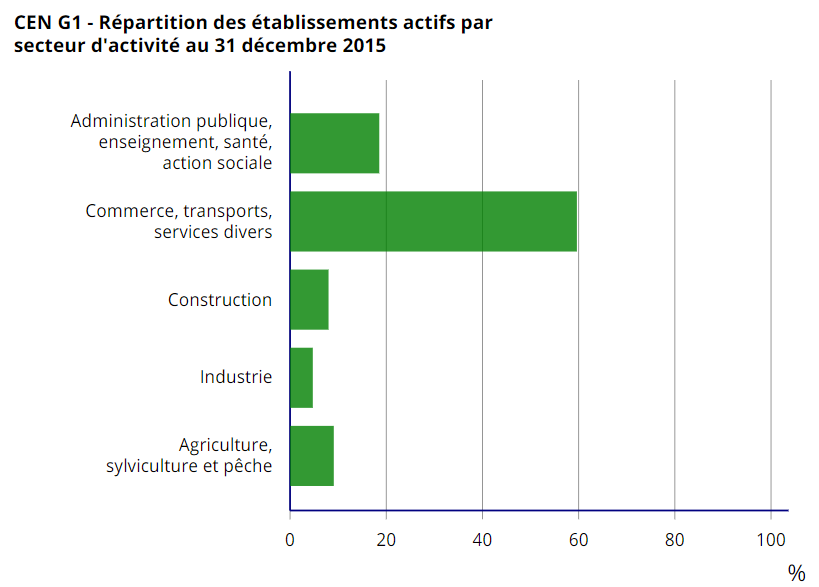 CEN G1 - Répartition des établissements actifs par
secteur d'activité au 31 décembre 2015
Administration publique,
enseignement, santé,
action sociale
Commerce, transports,
services divers
Construction
Industrie
Agriculture,
sylviculture et pêche
0 20 40 60 80 100
%